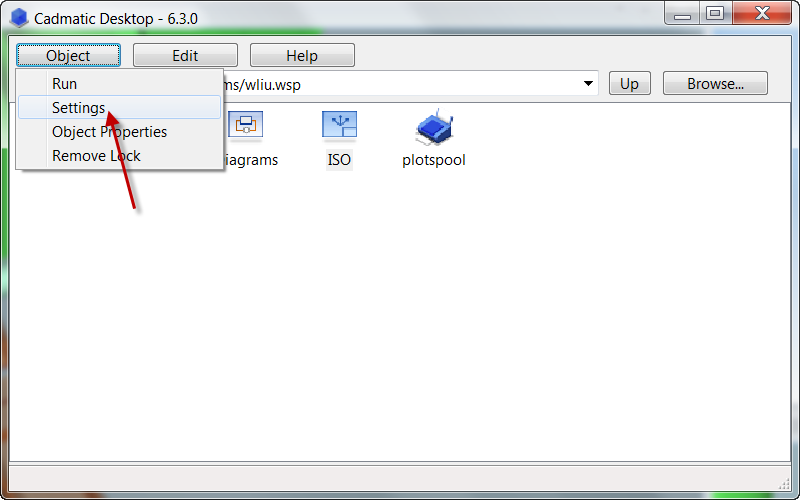 Cadmatic Desktop - 6.3.0
Object Edit Help
Run
ms/wliu.wsp Up Browse...
Settings
Object Properties
Remove Lock
iagrams ISO plotspool